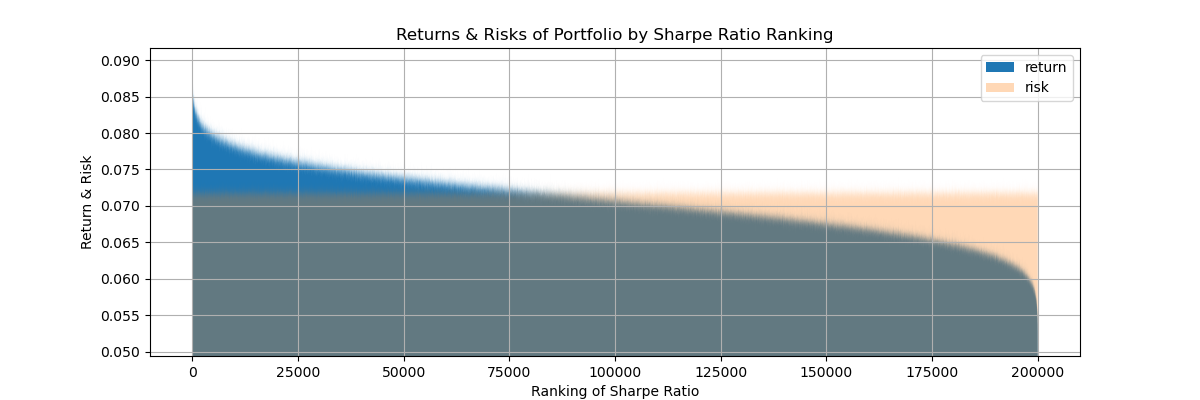 Returns & Risks of Portfolio by Sharpe Ratio Ranking
return
risk
Return & Risk
0.090
0.085
0.080
0.075
0.070
0.065
0.060
0.055
0.050
0 25000 50000 75000 100000 125000 150000 175000 200000
Ranking of Sharpe Ratio